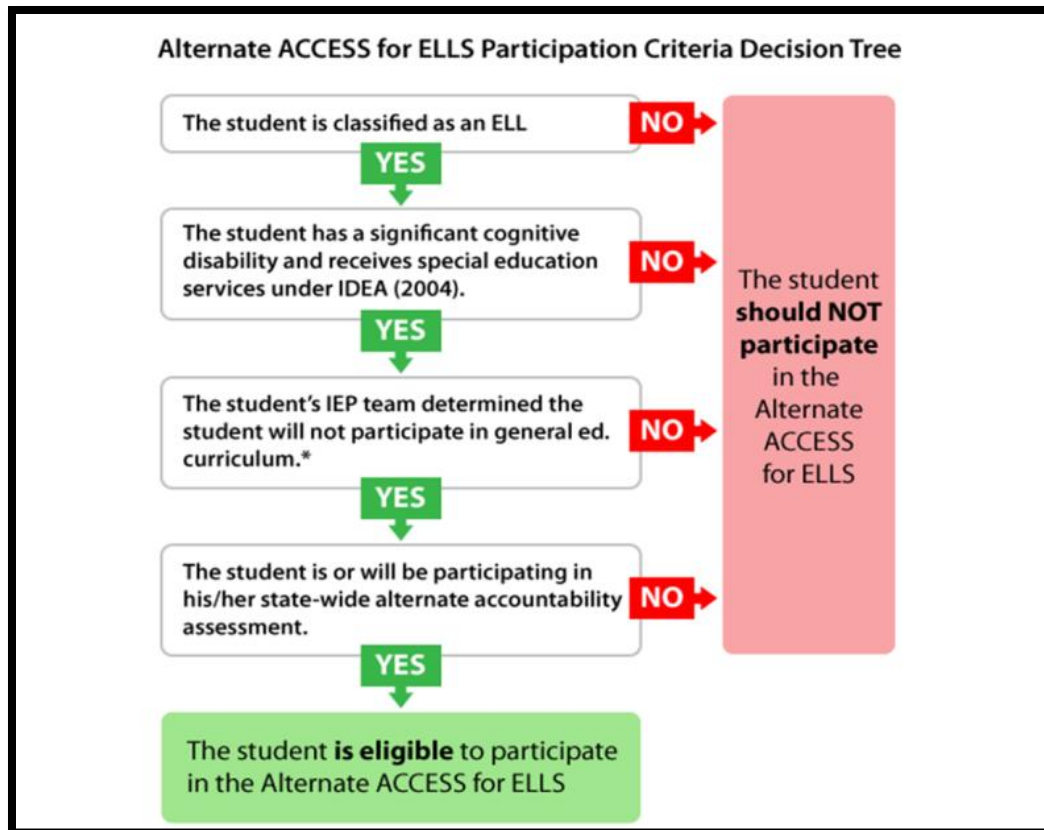 Alternate ACCESS for ELLS Participation Criteria Decision Tree
The student is classified as an ELL
NO
YES
The student has a significant cognitive
disability and receives special education
services under IDEA (2004).
NO
YES
The student's IEP team determined the
student will not participate in general ed.
curriculum.*
NO
YES
The student is or will be participating in
his/her state-wide alternate accountability
assessment.
NO
YES
The student is eligible to participate
in the Alternate ACCESS for ELLS
The student
should NOT
participate
in the
Alternate
ACCESS
for ELLS